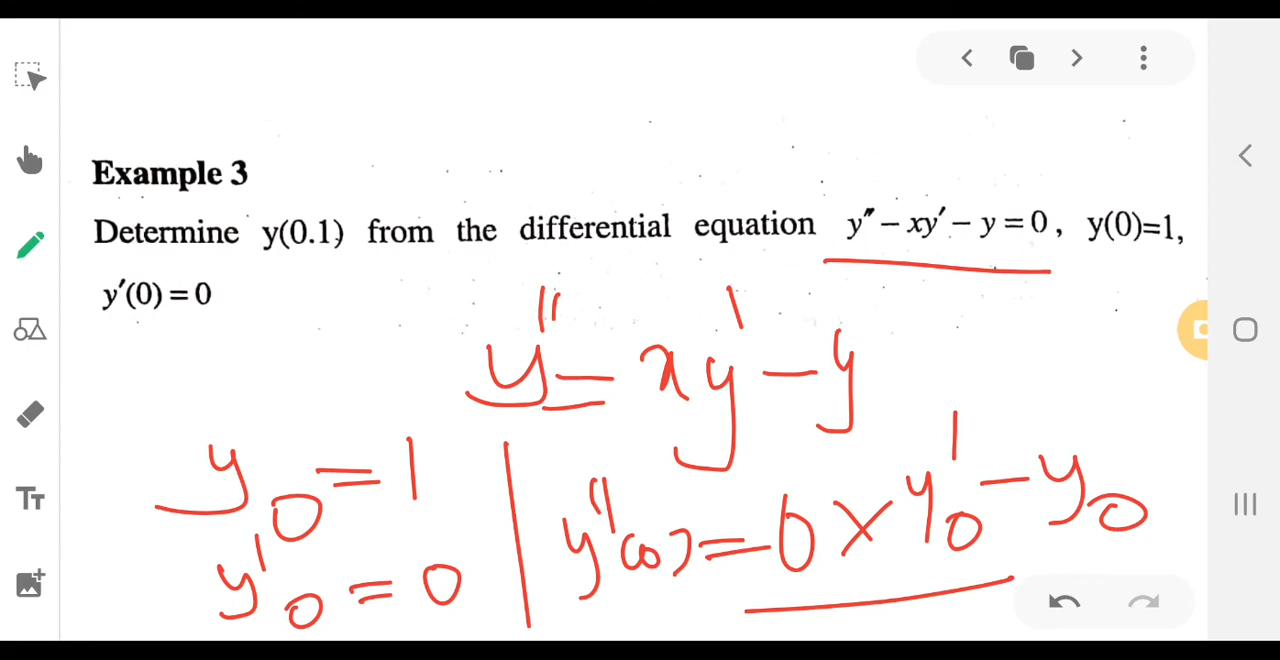 Example 3
Determine y(0.1) from the differential equation y″ − xy′ − y = 0, y(0)=1,
y′(0) = 0
y'' = xy' − y
y₀ = 1
y'₀ = 0
y''(0) = 0 × y'₀ − y₀
Tт